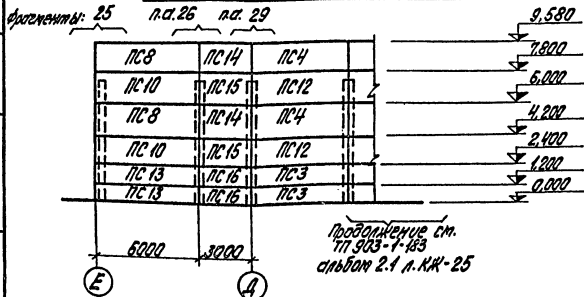 фрагменты: 25 п.а.26 п.а. 29
9,580
ПС8 ПС14 ПС4
7,800
ПС10 ПС15 ПС12
6,000
ПС8 ПС14 ПС4
4,200
ПС10 ПС15 ПС12
2,400
ПС13 ПС16 ПС3
1,200
ПС13 ПС16 ПС3
0,000
Продолжение см.
ТП 903-1-183
альбом 2.1 л. КЖ-25
6000 3000
Е Д